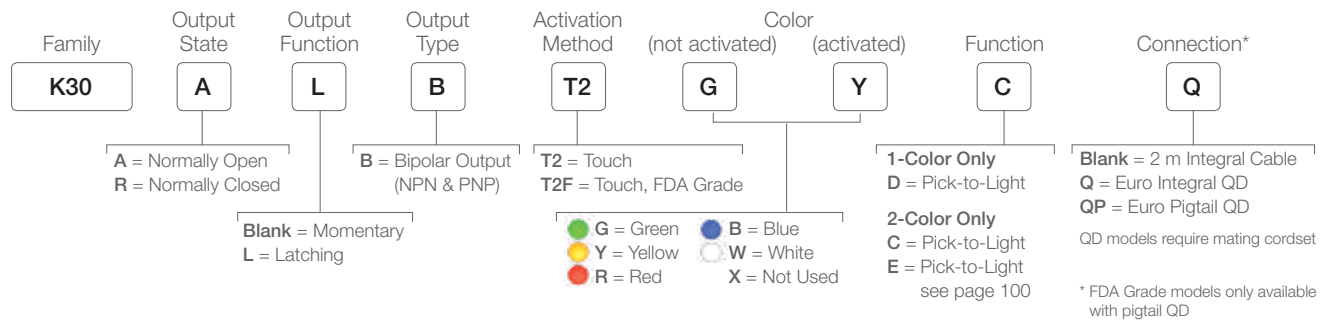 Output Output Output Activation Color
Family State Function Type Method (not activated) (activated) Function Connection*
K30 A L B T2 G Y C Q
A = Normally Open
R = Normally Closed
Blank = Momentary
L = Latching
B = Bipolar Output
(NPN & PNP)
T2 = Touch
T2F = Touch, FDA Grade
G = Green
Y = Yellow
R = Red
B = Blue
W = White
X = Not Used
1-Color Only
D = Pick-to-Light
2-Color Only
C = Pick-to-Light
E = Pick-to-Light
see page 100
Blank = 2 m Integral Cable
Q = Euro Integral QD
QP = Euro Pigtail QD
QD models require mating cordset
* FDA Grade models only available
with pigtail QD